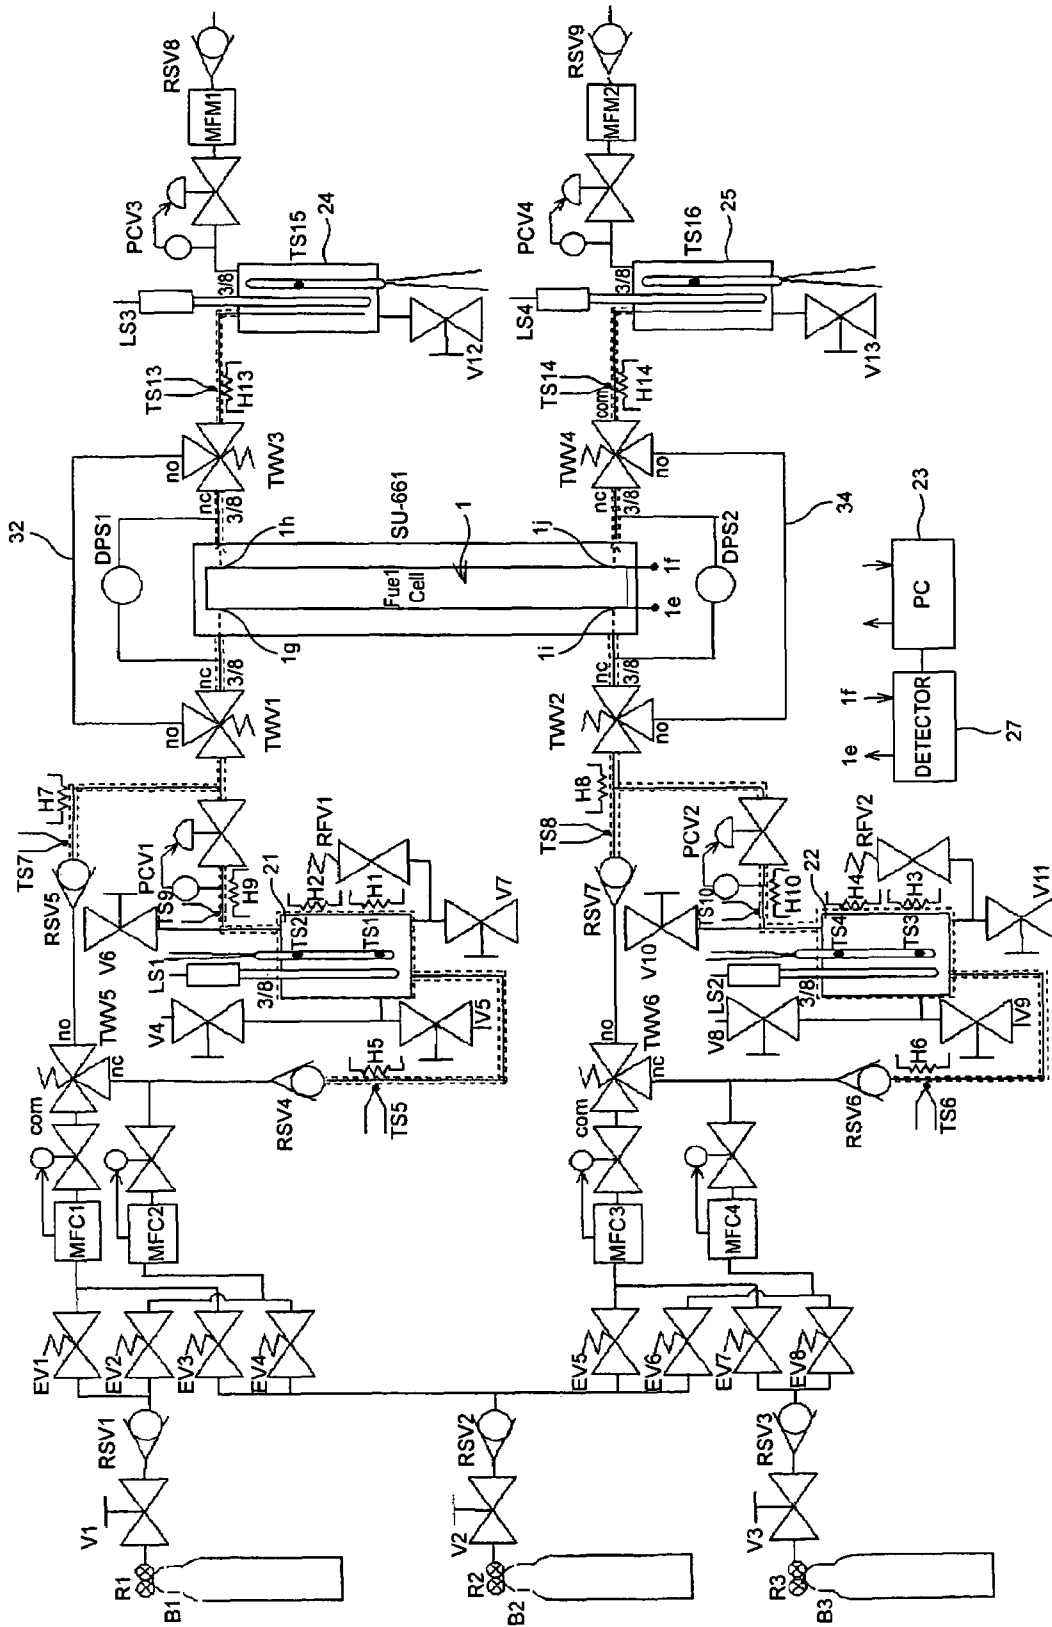 RSV8
MFM1
PCV3
24
TS15
3/8
LS3
V12
TS13
H13
TWV3
no
nc
3/8
32
DPS1
SU-661
1h
1
Fuel
Cell
1g
nc
3/8
no
TWV1
H7
TS7
RSV5
PCV1
TS9
H9
21
RFV1
H2
H1
V7
TS2
TS1
V6
LS1
3/8
V4
V5
H5
TS5
RSV4
no
TWV5
nc
com
MFC1
MFC2
EV1
EV2
EV3
EV4
RSV1
V1
R1
B1
RSV9
MFM2
PCV4
25
TS16
3/8
LS4
V13
TS14
com
H14
TWV4
no
nc
3/8
34
DPS2
1j
1f
1e
1i
nc
3/8
no
TWV2
H8
TS8
RSV7
PCV2
TS10
H10
22
RFV2
H4
H3
V11
TS4
TS3
V10
LS2
3/8
V8
V9
H6
TS6
RSV6
no
TWV6
nc
com
MFC3
MFC4
EV5
EV6
EV7
EV8
RSV2
V2
R2
B2
RSV3
V3
R3
B3
23
PC
1f
DETECTOR
1e
27